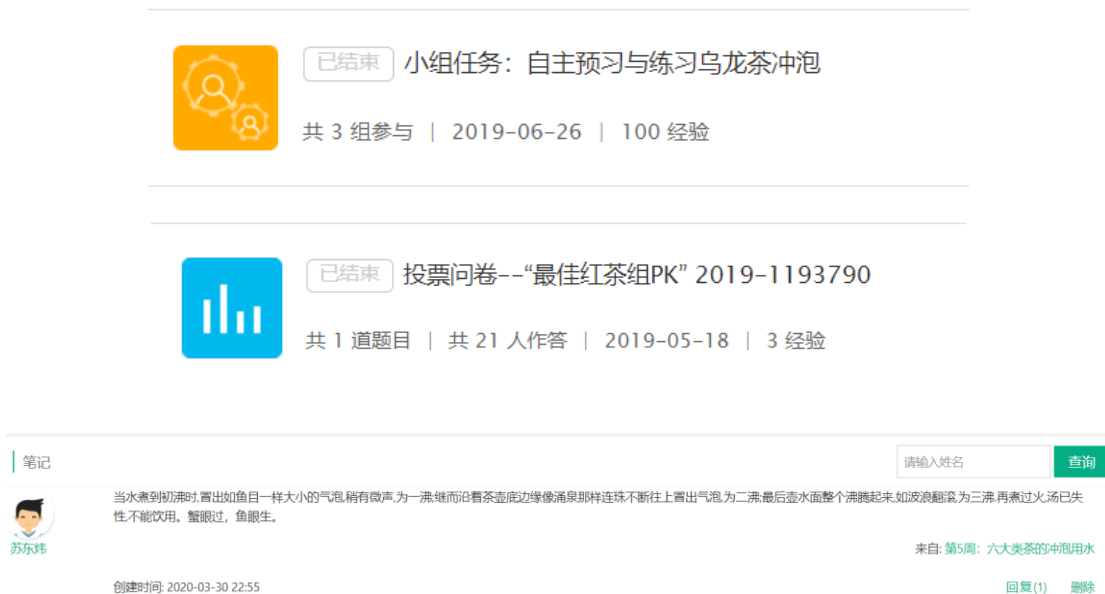 已结束 小组任务：自主预习与练习乌龙茶冲泡
共 3 组参与 | 2019-06-26 | 100 经验
已结束 投票问卷--“最佳红茶组PK” 2019-1193790
共 1 道题目 | 共 21 人作答 | 2019-05-18 | 3 经验
笔记
请输入姓名 查询
当水煮到初沸时,冒出如鱼目一样大小的气泡,稍有微声,为一沸;继而沿着茶壶底边缘像涌泉那样连珠不断往上冒出气泡,为二沸;最后壶水面整个沸腾起来,如波浪翻滚,为三沸.再煮过火,汤已失
性,不能饮用。蟹眼过，鱼眼生。
苏东炜
来自: 第5周：六大类茶的冲泡用水
创建时间: 2020-03-30 22:55
回复(1) 删除